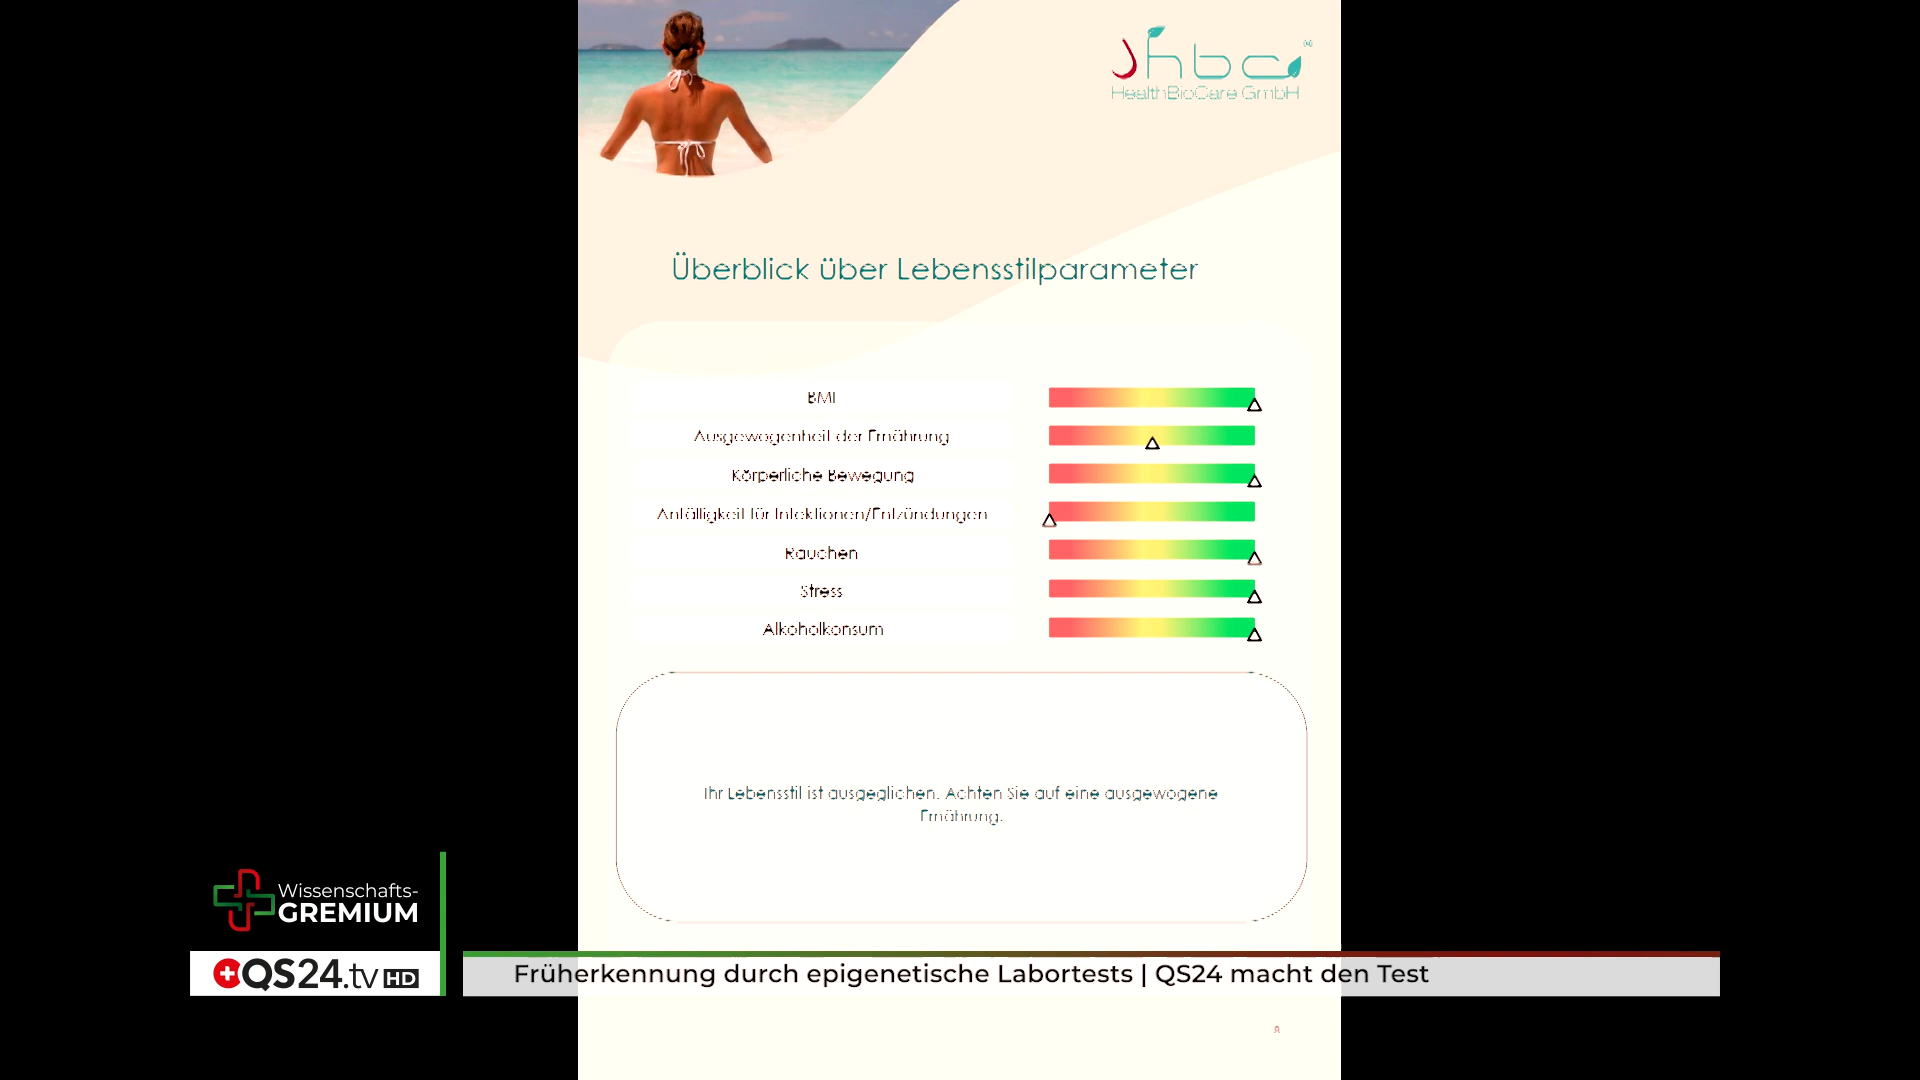 hbc
HealthBioCare GmbH
Überblick über Lebensstilparameter
BMI
Ausgewogenheit der Ernährung
Körperliche Bewegung
Anfälligkeit für Infektionen/Entzündungen
Rauchen
Stress
Alkoholkonsum
Ihr Lebensstil ist ausgeglichen. Achten Sie auf eine ausgewogene
Ernährung.
Wissenschafts-
GREMIUM
QS24.tv HD
Früherkennung durch epigenetische Labortests | QS24 macht den Test